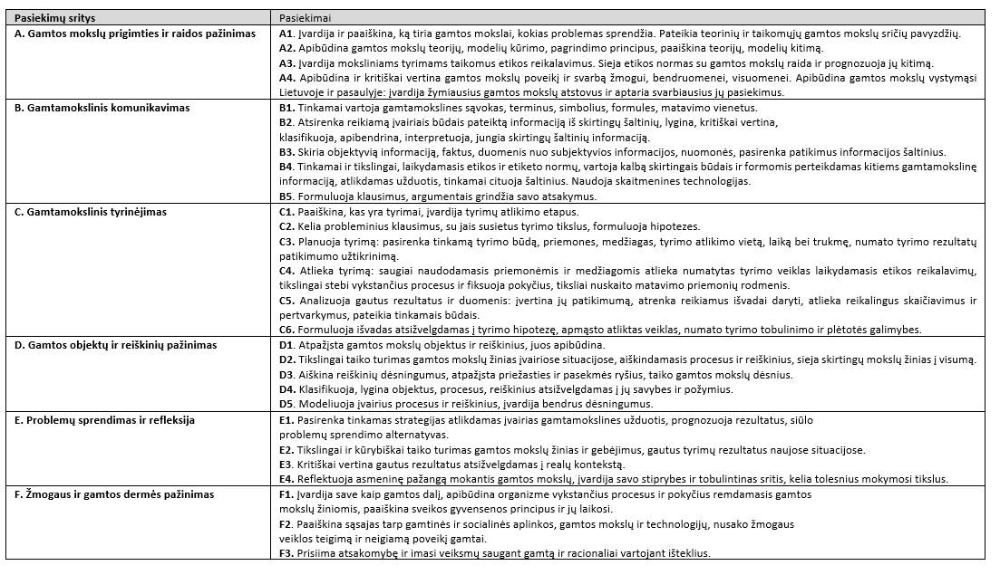 Pasiekimų sritys
Pasiekimai
A. Gamtos mokslų prigimties ir raidos pažinimas
A1. Įvardija ir paaiškina, ką tiria gamtos mokslai, kokias problemas sprendžia. Pateikia teorinių ir taikomųjų gamtos mokslų sričių pavyzdžių.
A2. Apibūdina gamtos mokslų teorijų, modelių kūrimo, pagrindimo principus, paaiškina teorijų, modelių kitimą.
A3. Įvardija moksliniams tyrimams taikomus etikos reikalavimus. Sieja etikos normas su gamtos mokslų raida ir prognozuoja jų kitimą.
A4. Apibūdina ir kritiškai vertina gamtos mokslų poveikį ir svarbą žmogui, bendruomenei, visuomenei. Apibūdina gamtos mokslų vystymąsi
Lietuvoje ir pasaulyje: įvardija žymiausius gamtos mokslų atstovus ir aptaria svarbiausius jų pasiekimus.
B. Gamtamokslinis komunikavimas
B1. Tinkamai vartoja gamtamokslines sąvokas, terminus, simbolius, formules, matavimo vienetus.
B2. Atsirenka reikiamą įvairiais būdais pateiktą informaciją iš skirtingų šaltinių, lygina, kritiškai vertina,
klasifikuoja, apibendrina, interpretuoja, jungia skirtingų šaltinių informaciją.
B3. Skiria objektyvią informaciją, faktus, duomenis nuo subjektyvios informacijos, nuomonės, pasirenka patikimus informacijos šaltinius.
B4. Tinkamai ir tikslingai, laikydamasis etikos ir etiketo normų, vartoja kalbą skirtingais būdais ir formomis perteikdamas kitiems gamtamokslinę
informaciją, atlikdamas užduotis, tinkamai cituoja šaltinius. Naudoja skaitmenines technologijas.
B5. Formuluoja klausimus, argumentais grindžia savo atsakymus.
C. Gamtamokslinis tyrinėjimas
C1. Paaiškina, kas yra tyrimai, įvardija tyrimų atlikimo etapus.
C2. Kelia probleminius klausimus, su jais susietus tyrimo tikslus, formuluoja hipotezes.
C3. Planuoja tyrimą: pasirenka tinkamą tyrimo būdą, priemones, medžiagas, tyrimo atlikimo vietą, laiką bei trukmę, numato tyrimo rezultatų
patikimumo užtikrinimą.
C4. Atlieka tyrimą: saugiai naudodamasis priemonėmis ir medžiagomis atlieka numatytas tyrimo veiklas laikydamasis etikos reikalavimų,
tikslingai stebi vykstančius procesus ir fiksuoja pokyčius, tiksliai nuskaito matavimo priemonių rodmenis.
C5. Analizuoja gautus rezultatus ir duomenis: įvertina jų patikimumą, atrenka reikiamus išvadai daryti, atlieka reikalingus skaičiavimus ir
pertvarkymus, pateikia tinkamais būdais.
C6. Formuluoja išvadas atsižvelgdamas į tyrimo hipotezę, apmąsto atliktas veiklas, numato tyrimo tobulinimo ir plėtotės galimybes.
D. Gamtos objektų ir reiškinių pažinimas
D1. Atpažįsta gamtos mokslų objektus ir reiškinius, juos apibūdina.
D2. Tikslingai taiko turimas gamtos mokslų žinias įvairiose situacijose, aiškindamasis procesus ir reiškinius, sieja skirtingų mokslų žinias į visumą.
D3. Aiškina reiškinių dėsningumus, atpažįsta priežasties ir pasekmės ryšius, taiko gamtos mokslų dėsnius.
D4. Klasifikuoja, lygina objektus, procesus, reiškinius atsižvelgdamas į jų savybes ir požymius.
D5. Modeliuoja įvairius procesus ir reiškinius, įvardija bendrus dėsningumus.
E. Problemų sprendimas ir refleksija
E1. Pasirenka tinkamas strategijas atlikdamas įvairias gamtamokslines užduotis, prognozuoja rezultatus, siūlo
problemų sprendimo alternatyvas.
E2. Tikslingai ir kūrybiškai taiko turimas gamtos mokslų žinias ir gebėjimus, gautus tyrimų rezultatus naujose situacijose.
E3. Kritiškai vertina gautus rezultatus atsižvelgdamas į realų kontekstą.
E4. Reflektuoja asmeninę pažangą mokantis gamtos mokslų, įvardija savo stiprybes ir tobulintinas sritis, kelia tolesnius mokymosi tikslus.
F. Žmogaus ir gamtos dermės pažinimas
F1. Įvardija save kaip gamtos dalį, apibūdina organizme vykstančius procesus ir pokyčius remdamasis gamtos
mokslų žiniomis, paaiškina sveikos gyvensenos principus ir jų laikosi.
F2. Paaiškina sąsajas tarp gamtinės ir socialinės aplinkos, gamtos mokslų ir technologijų, nusako žmogaus
veiklos teigimą ir neigiamą poveikį gamtai.
F3. Prisiima atsakomybę ir imasi veiksmų saugant gamtą ir racionaliai vartojant išteklius.